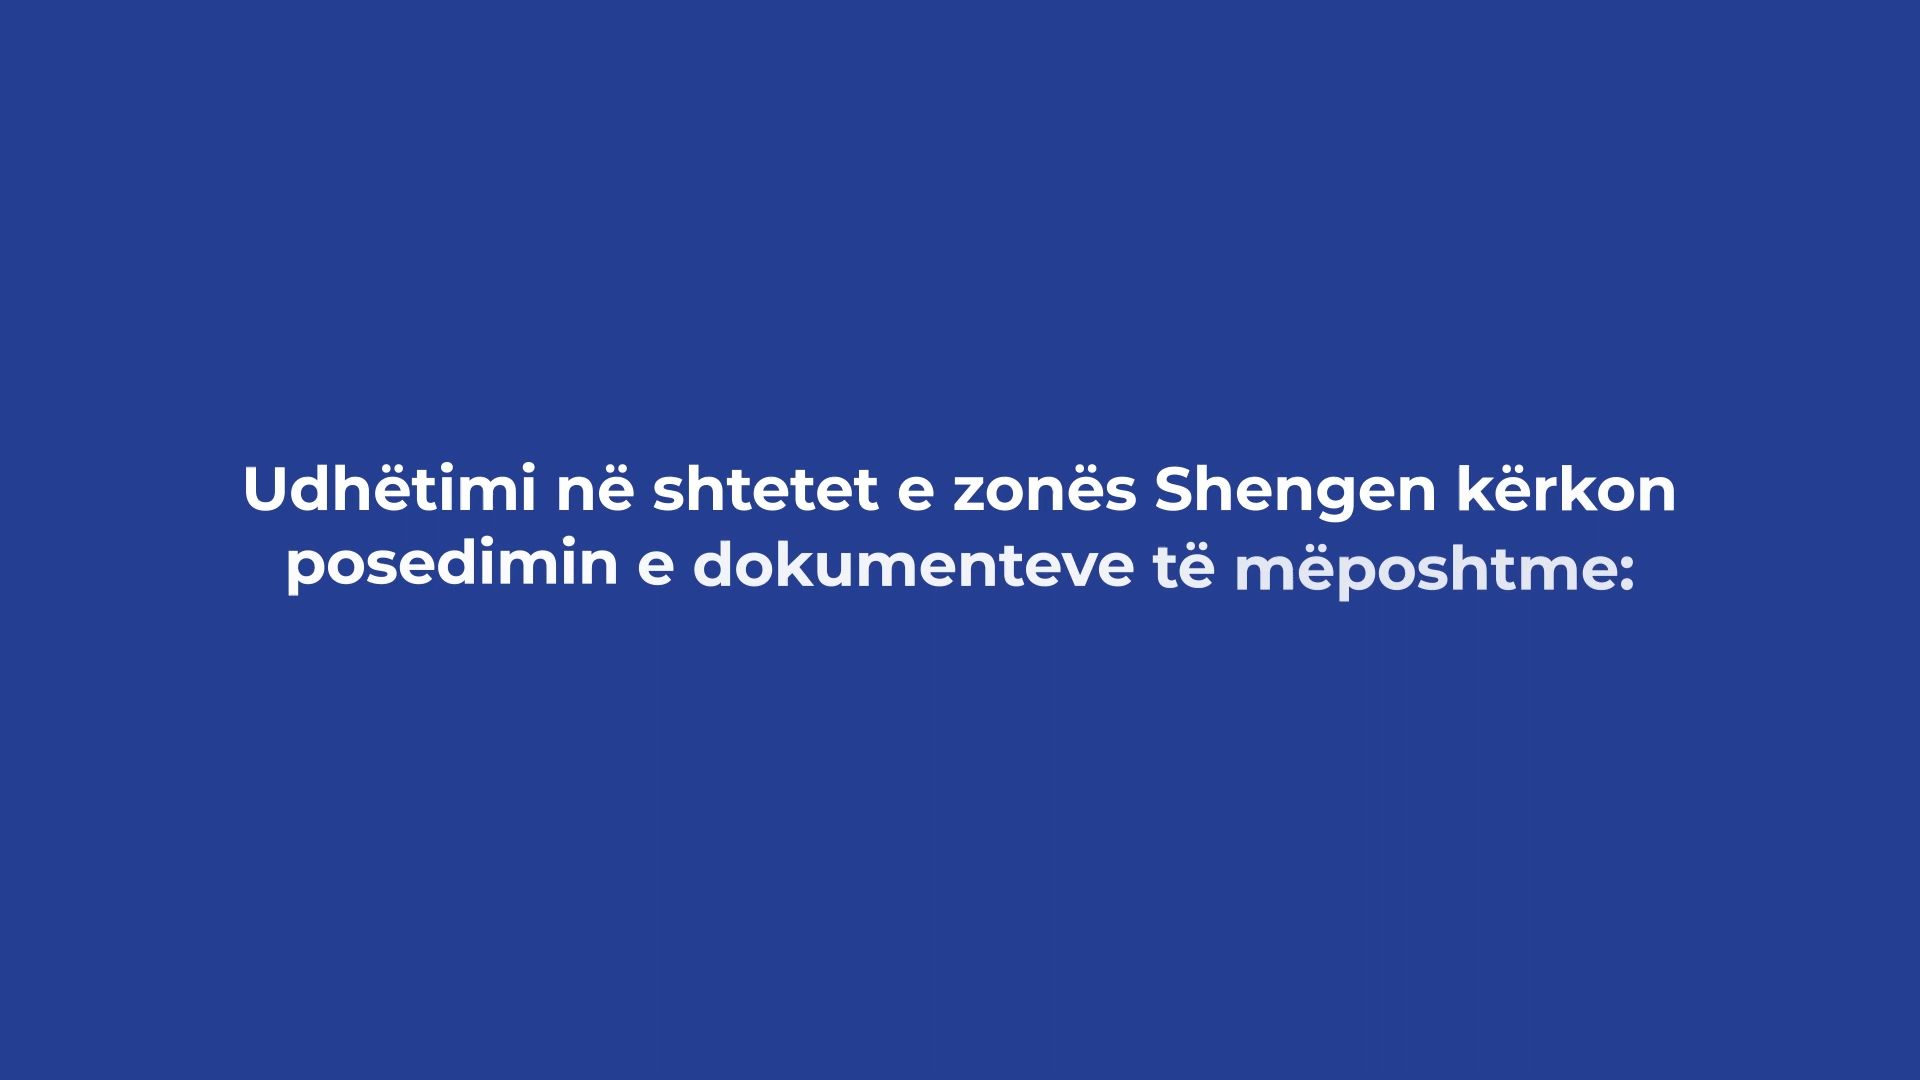 Udhëtimi në shtetet e zonës Shengen kërkon
posedimin e dokumenteve të mëposhtme: